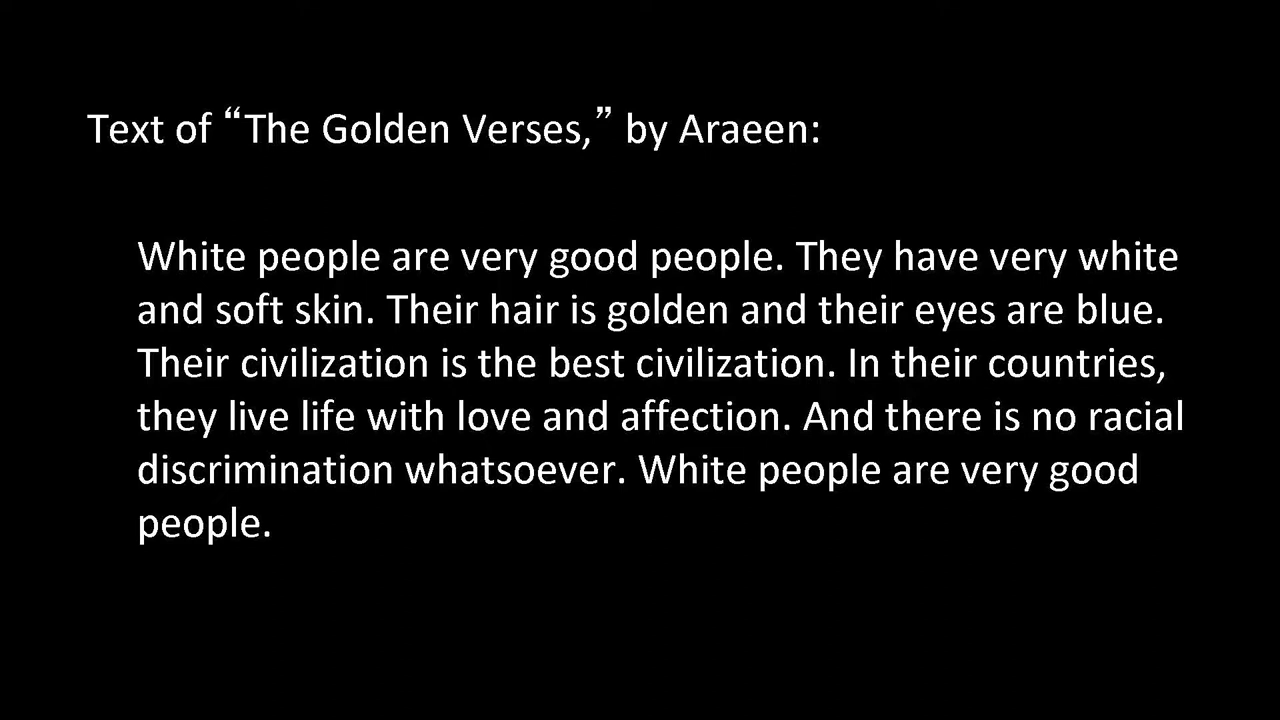 Text of “The Golden Verses,” by Araeen:
White people are very good people. They have very white
and soft skin. Their hair is golden and their eyes are blue.
Their civilization is the best civilization. In their countries,
they live life with love and affection. And there is no racial
discrimination whatsoever. White people are very good
people.